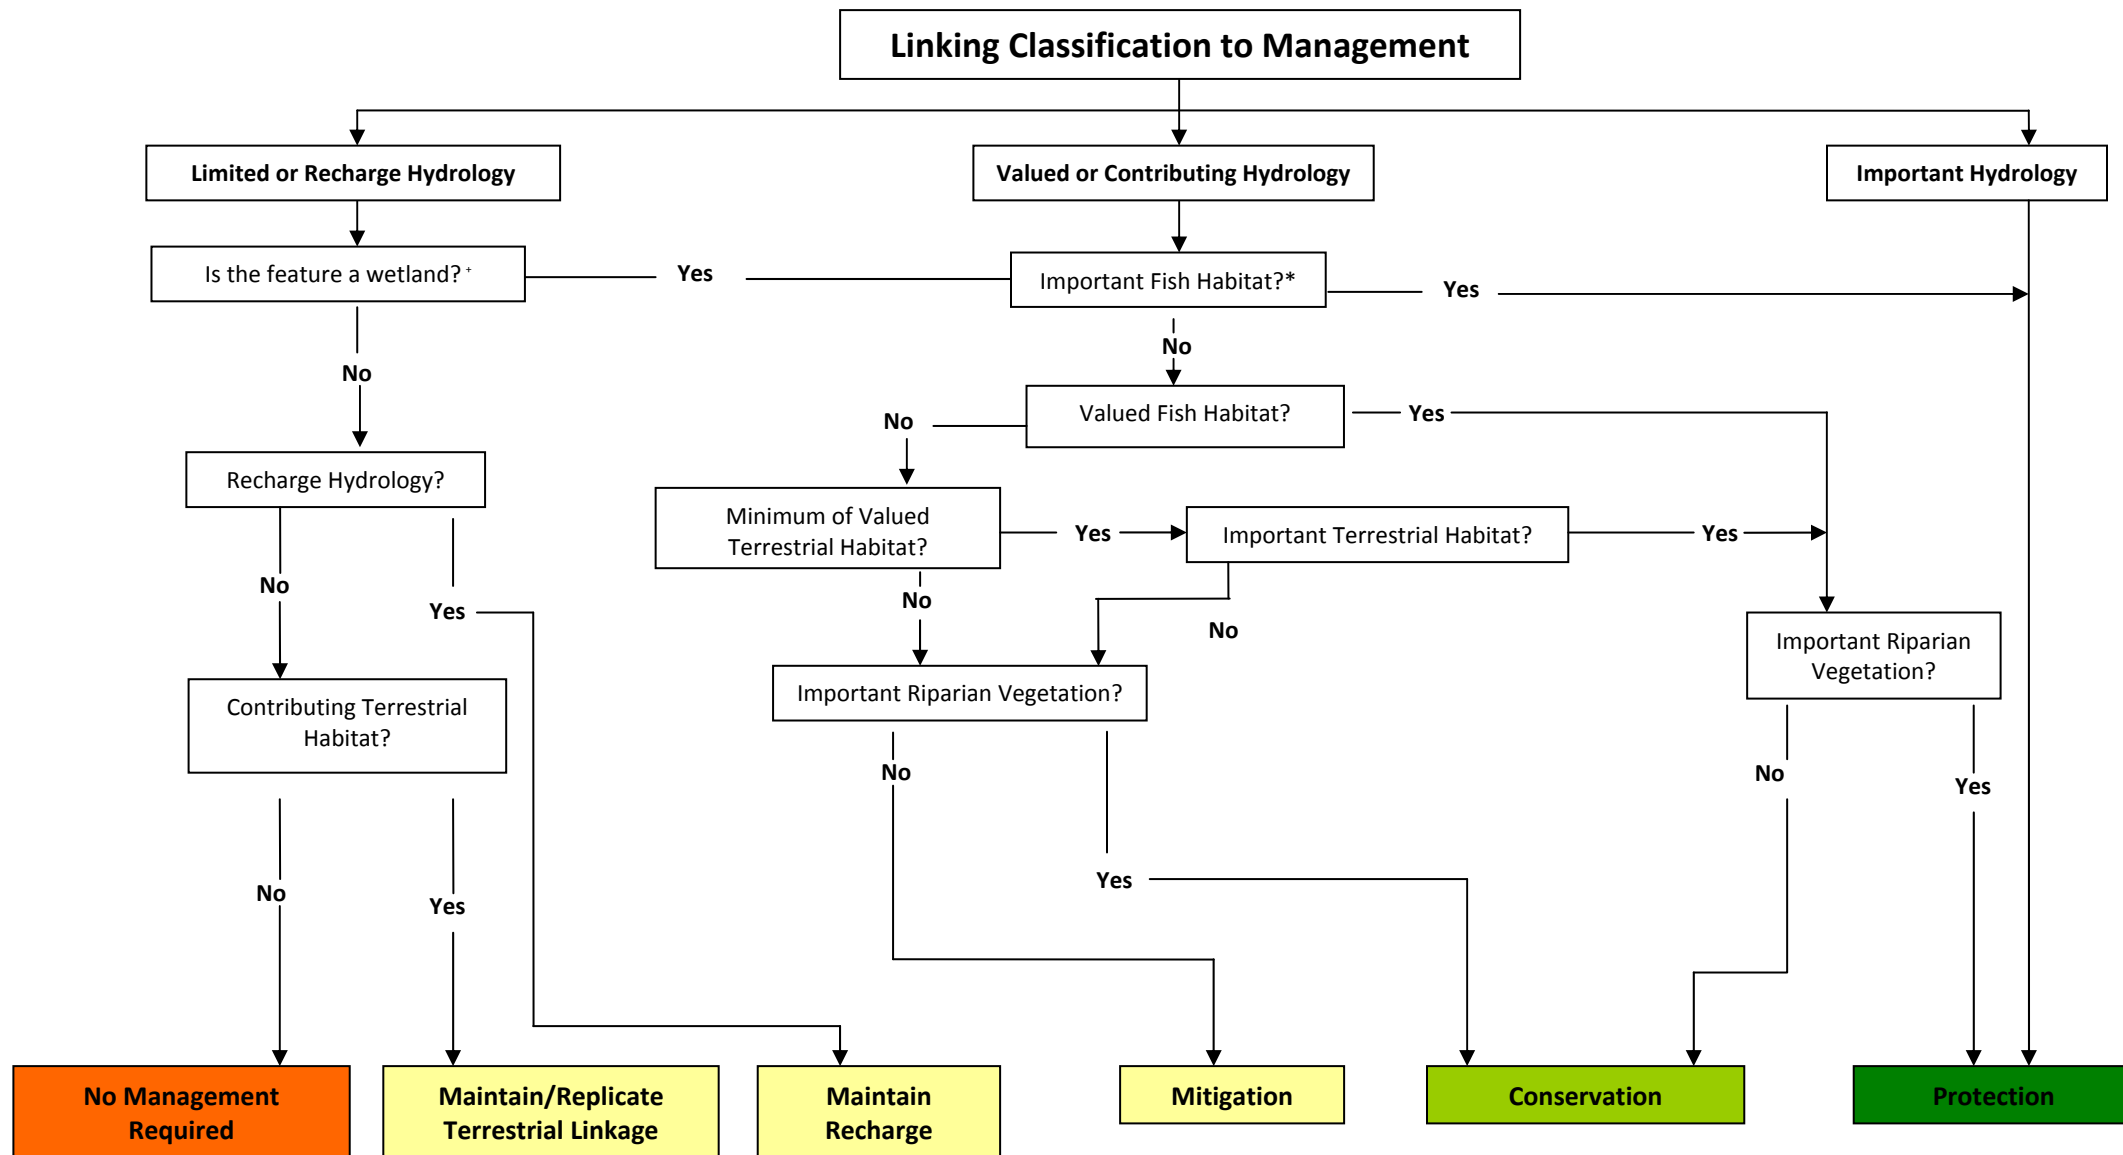 Linking Classification to Management
Limited or Recharge Hydrology
Valued or Contributing Hydrology
Important Hydrology
Is the feature a wetland? +
Yes
Important Fish Habitat?*
Yes
No
No
Valued Fish Habitat?
Yes
No
Recharge Hydrology?
Minimum of Valued
Terrestrial Habitat?
Yes
Important Terrestrial Habitat?
Yes
No
Yes
No
No
Important Riparian
Vegetation?
Contributing Terrestrial
Habitat?
Important Riparian Vegetation?
No
No
Yes
Yes
No
Yes
No Management
Required
Maintain/Replicate
Terrestrial Linkage
Maintain
Recharge
Mitigation
Conservation
Protection